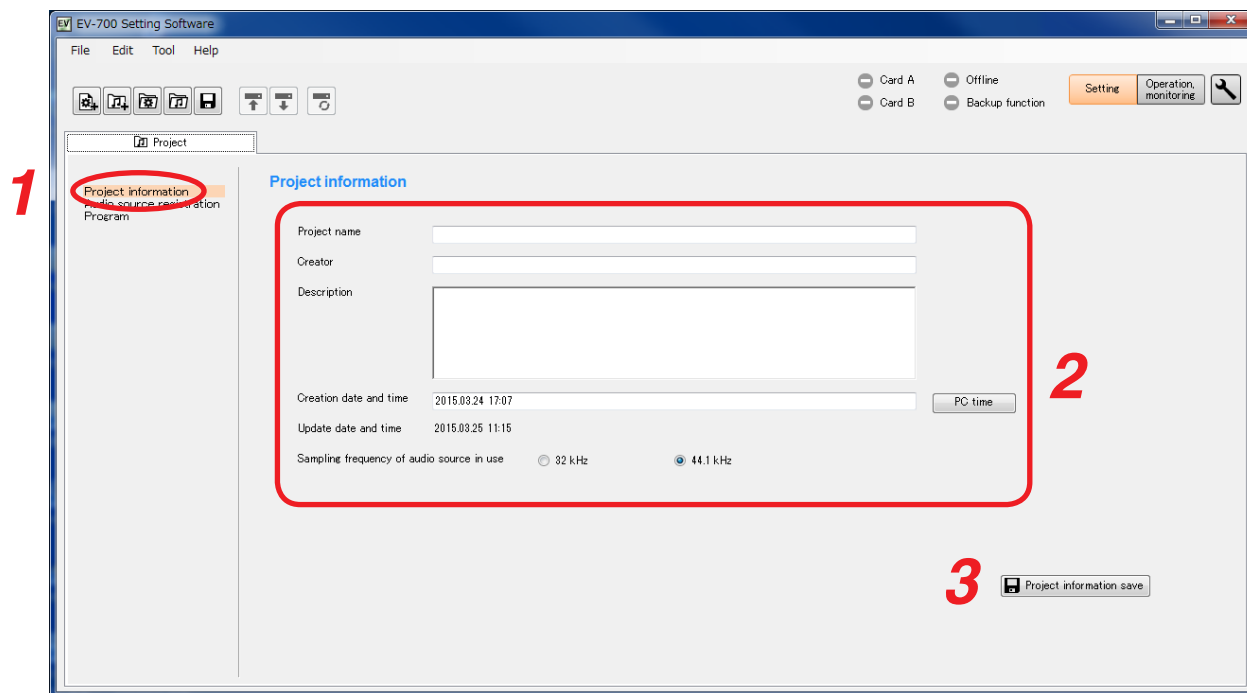 EV EV-700 Setting Software
File Edit Tool Help
Card A Offline
Card B Backup function
Setting
Operation,
monitoring
Project
1
Project information
Audio source registration
Program
Project information
Project name
Creator
Description
Creation date and time 2015.03.24 17:07 PC time
Update date and time 2015.03.25 11:15
Sampling frequency of audio source in use 32 kHz 44.1 kHz
2
3
Project information save